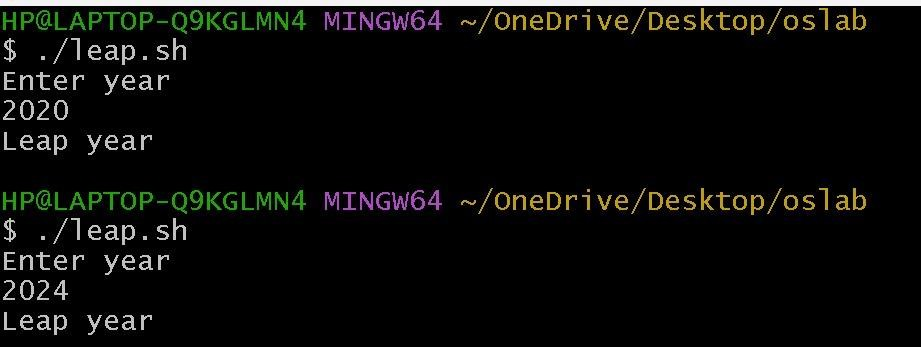 HP@LAPTOP-Q9KGLMN4 MINGW64 ~/OneDrive/Desktop/oslab
$ ./leap.sh
Enter year
2020
Leap year
HP@LAPTOP-Q9KGLMN4 MINGW64 ~/OneDrive/Desktop/oslab
$ ./leap.sh
Enter year
2024
Leap year